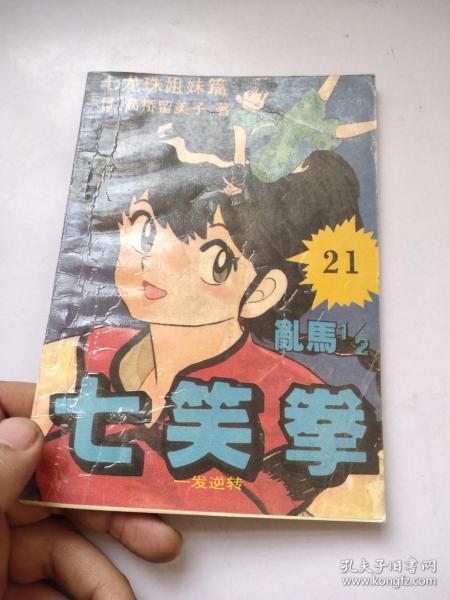 七龙珠姐妹篇
[日]高桥留美子 著
21
亂馬1/2
七笑拳
一发逆转
孔夫子旧书网
www.kongfz.com